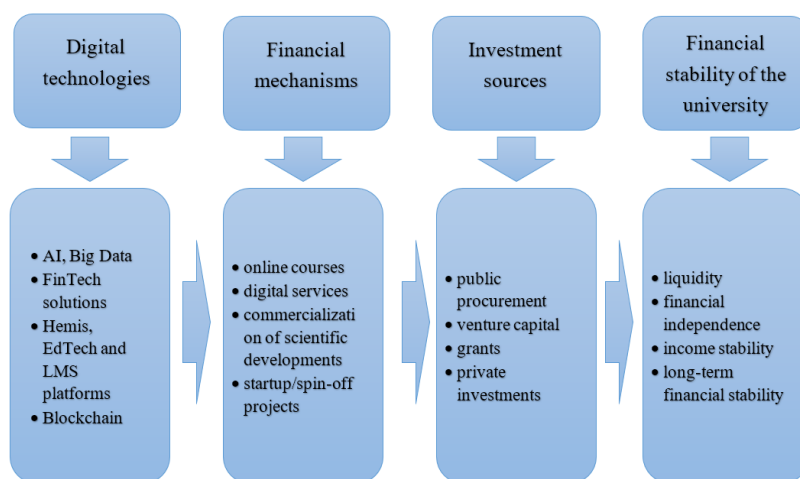 Digital
technologies
Financial
mechanisms
Investment
sources
Financial
stability of the
university
• AI, Big Data
• FinTech
solutions
• Hemis,
EdTech and
LMS
platforms
• Blockchain
• online courses
• digital services
• commercializati
on of scientific
developments
• startup/spin-off
projects
• public
procurement
• venture capital
• grants
• private
investments
• liquidity
• financial
independence
• income stability
• long-term
financial stability